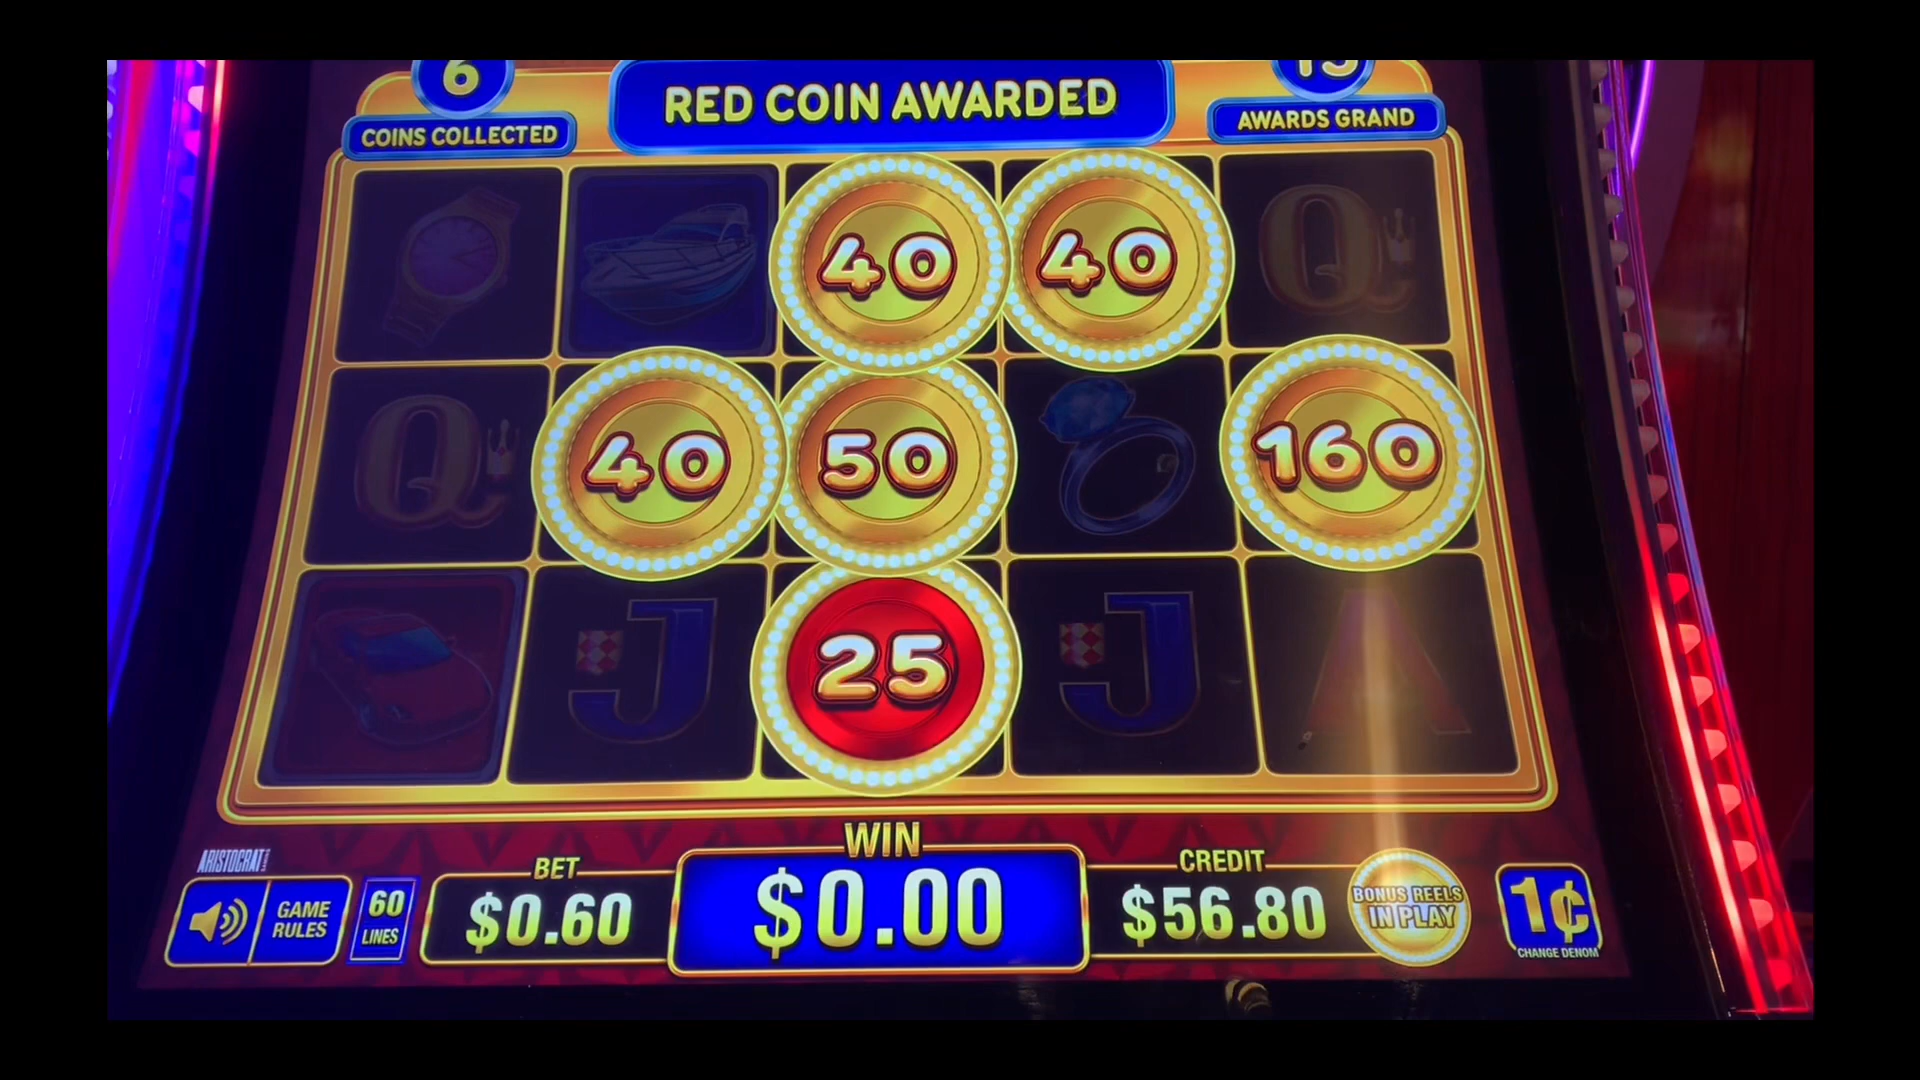 6
RED COIN AWARDED
15
COINS COLLECTED
AWARDS GRAND
40
40
Q
Q
40
50
160
J
25
J
A
WIN
ARISTOCRAT
BET
CREDIT
GAME
RULES
60
LINES
$0.60
$0.00
$56.80
BONUS REELS
IN PLAY
1¢
CHANGE DENOM